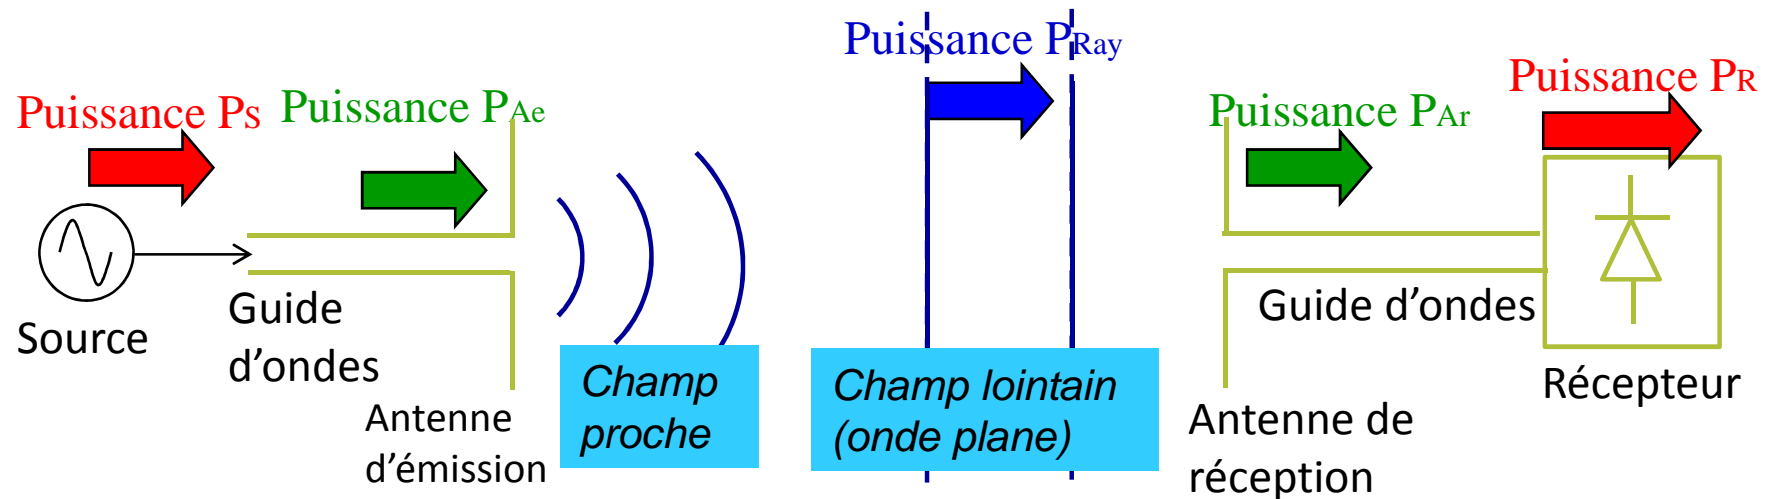 Puissance PRay
Puissance PR
Puissance Ps
Puissance PAe
Puissance PAr
Source
Guide
d’ondes
Antenne
d’émission
Champ
proche
Champ lointain
(onde plane)
Guide d’ondes
Antenne de
réception
Récepteur